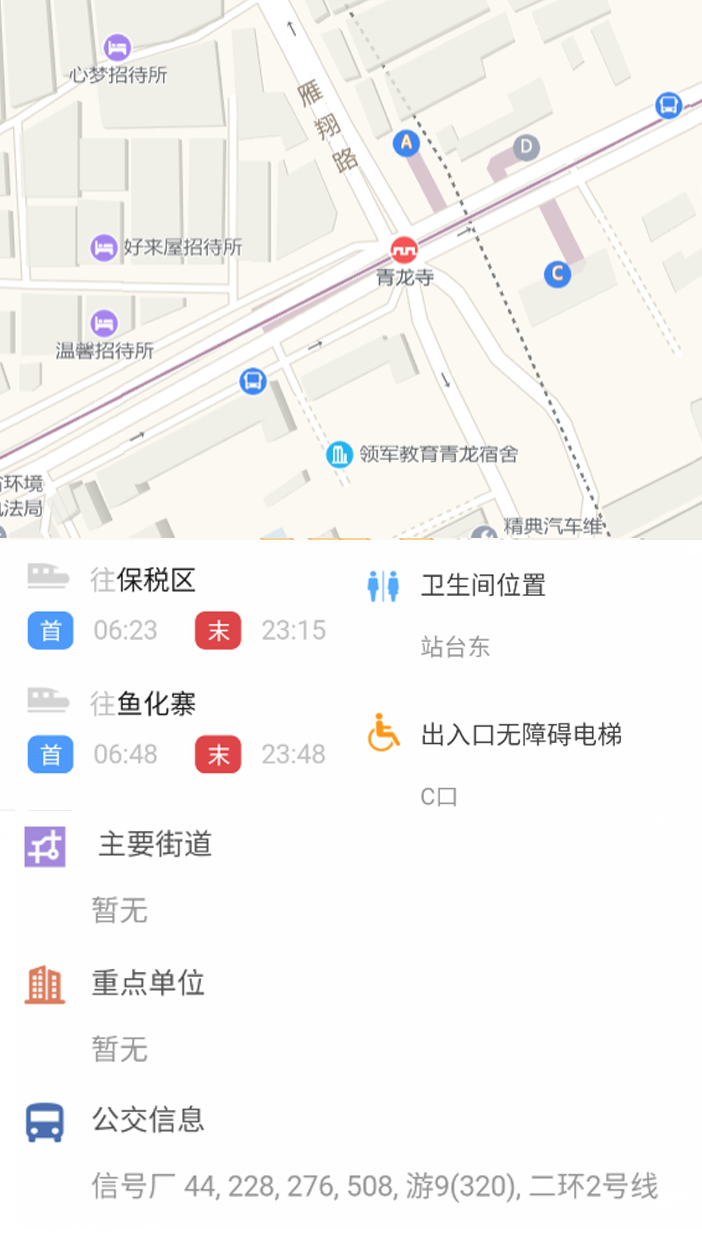 心梦招待所
雁翔路
A
D
好来屋招待所
青龙寺
C
温馨招待所
领军教育青龙宿舍
环境
法局
精典汽车维
往保税区
首 06:23 末 23:15
卫生间位置
站台东
往鱼化寨
首 06:48 末 23:48
出入口无障碍电梯
C口
主要街道
暂无
重点单位
暂无
公交信息
信号厂 44, 228, 276, 508, 游9(320), 二环2号线